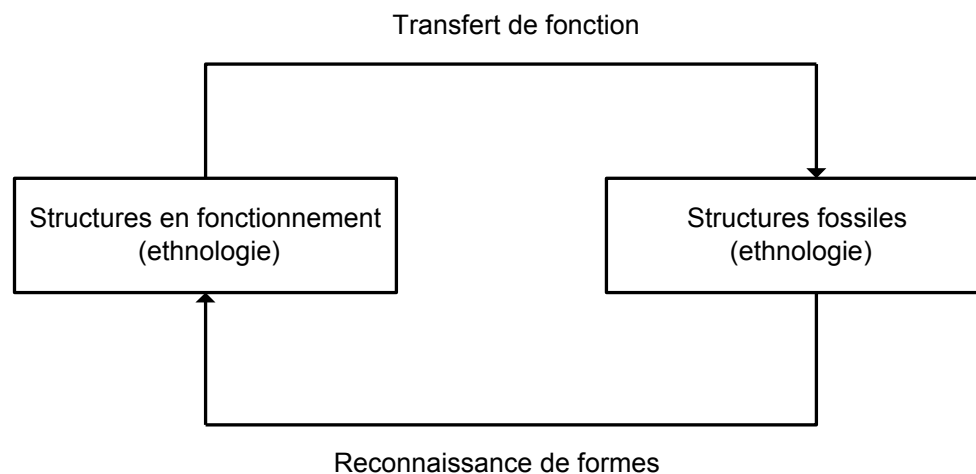 Transfert de fonction
Structures en fonctionnement
(ethnologie)
Structures fossiles
(ethnologie)
Reconnaissance de formes